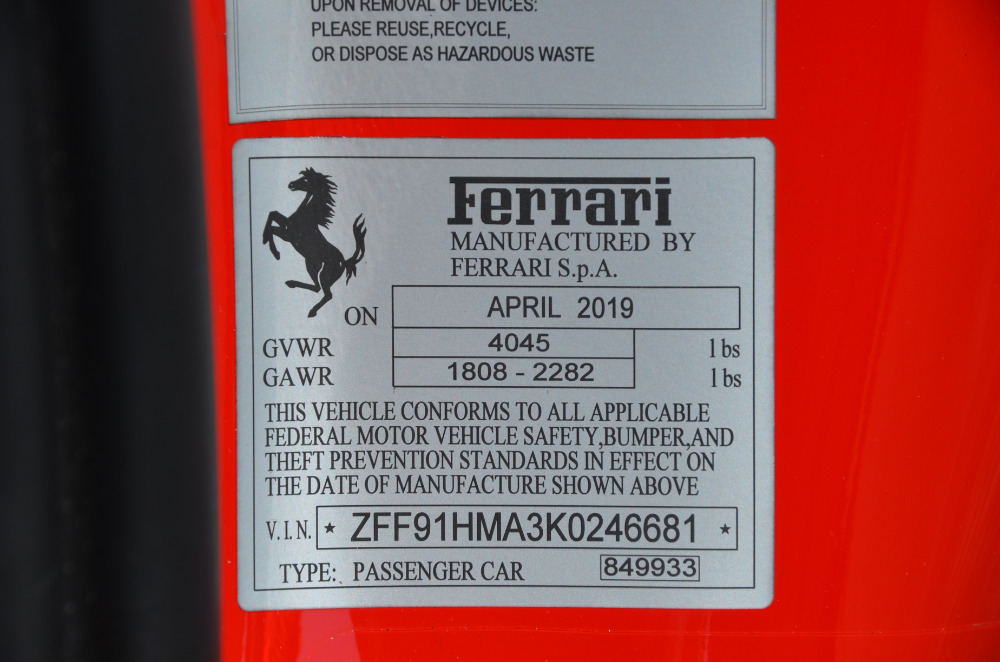 UPON REMOVAL OF DEVICES:
PLEASE REUSE,RECYCLE,
OR DISPOSE AS HAZARDOUS WASTE
Ferrari
MANUFACTURED BY
FERRARI S.p.A.
ON APRIL 2019
GVWR 4045 lbs
GAWR 1808 - 2282 lbs
THIS VEHICLE CONFORMS TO ALL APPLICABLE
FEDERAL MOTOR VEHICLE SAFETY,BUMPER,AND
THEFT PREVENTION STANDARDS IN EFFECT ON
THE DATE OF MANUFACTURE SHOWN ABOVE
V.I.N. ★ ZFF91HMA3K0246681 ★
TYPE: PASSENGER CAR 849933